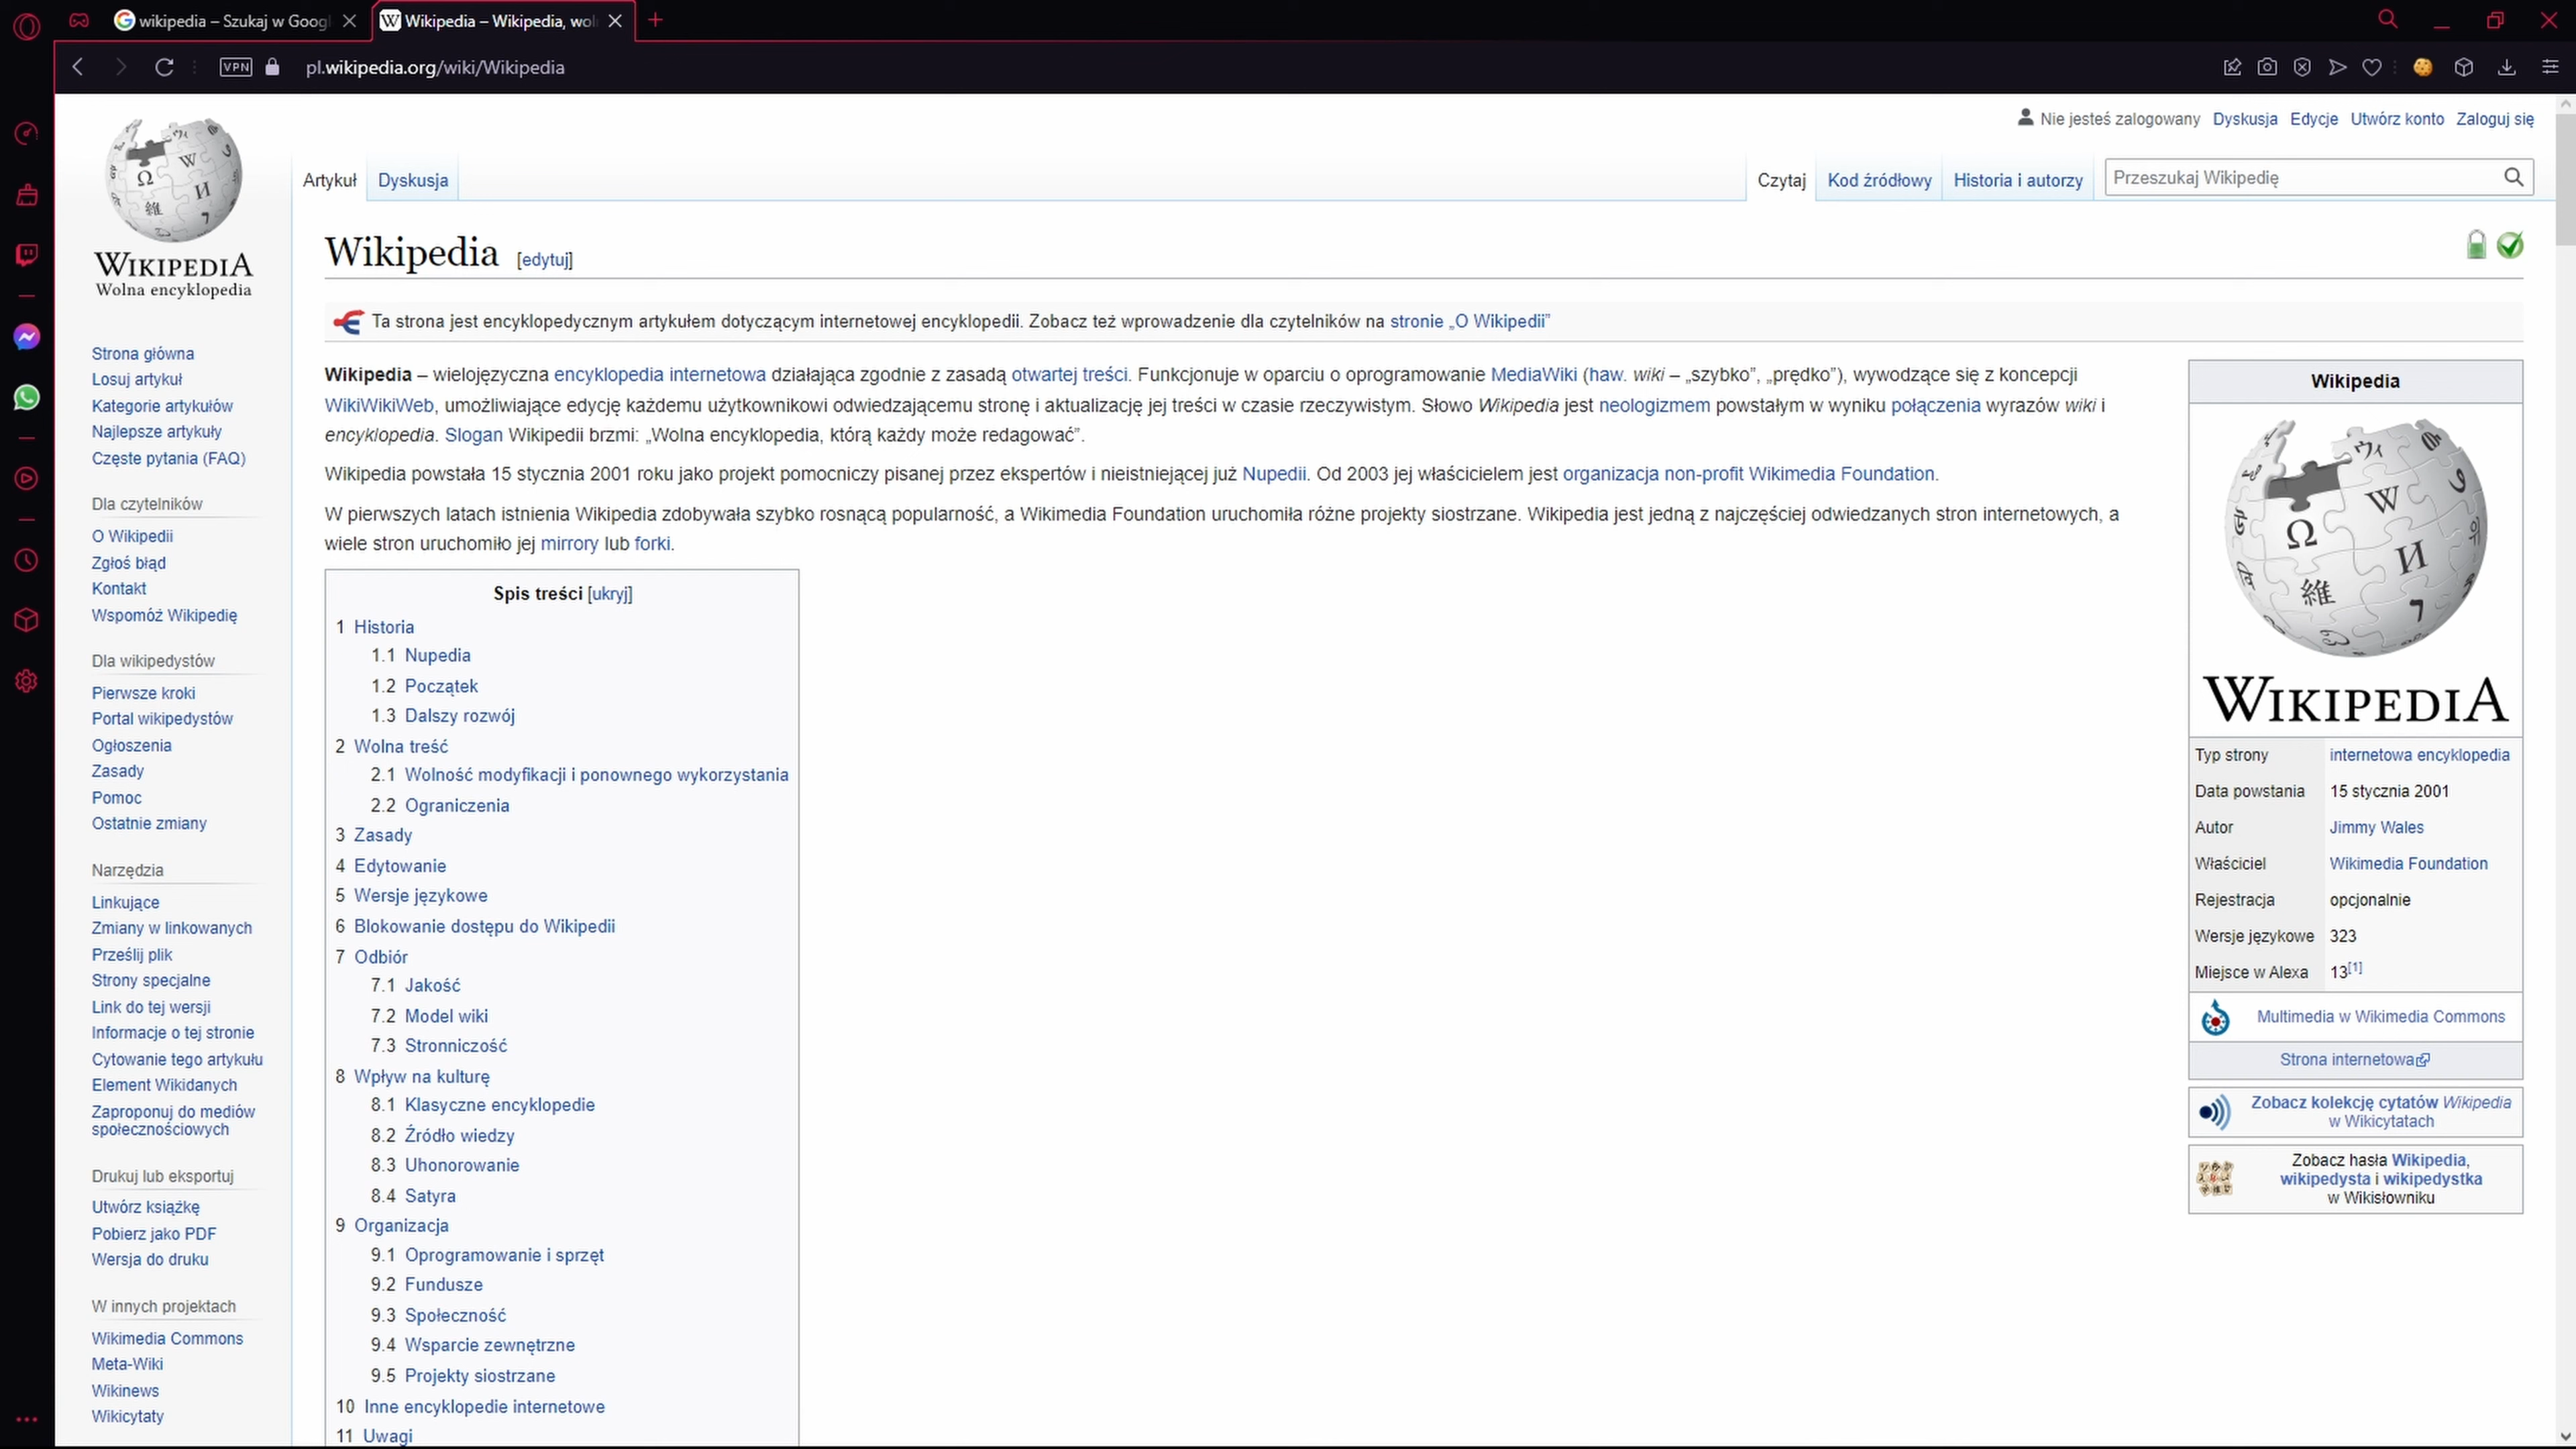 wikipedia – Szukaj w Googl
Wikipedia – Wikipedia, wol
VPN
pl.wikipedia.org/wiki/Wikipedia
Nie jesteś zalogowany Dyskusja Edycje Utwórz konto Zaloguj się
Artykuł Dyskusja
Czytaj Kod źródłowy Historia i autorzy
Przeszukaj Wikipedię
WIKIPEDIA
Wolna encyklopedia
Strona główna
Losuj artykuł
Kategorie artykułów
Najlepsze artykuły
Częste pytania (FAQ)
Dla czytelników
O Wikipedii
Zgłoś błąd
Kontakt
Wspomóż Wikipedię
Dla wikipedystów
Pierwsze kroki
Portal wikipedystów
Ogłoszenia
Zasady
Pomoc
Ostatnie zmiany
Narzędzia
Linkujące
Zmiany w linkowanych
Prześlij plik
Strony specjalne
Link do tej wersji
Informacje o tej stronie
Cytowanie tego artykułu
Element Wikidanych
Zaproponuj do mediów
społecznościowych
Drukuj lub eksportuj
Utwórz książkę
Pobierz jako PDF
Wersja do druku
W innych projektach
Wikimedia Commons
Meta-Wiki
Wikinews
Wikicytaty
Wikipedia [edytuj]
Ta strona jest encyklopedycznym artykułem dotyczącym internetowej encyklopedii. Zobacz też wprowadzenie dla czytelników na stronie „O Wikipedii”
Wikipedia – wielojęzyczna encyklopedia internetowa działająca zgodnie z zasadą otwartej treści. Funkcjonuje w oparciu o oprogramowanie MediaWiki (haw. wiki – „szybko”, „prędko”), wywodzące się z koncepcji
WikiWikiWeb, umożliwiające edycję każdemu użytkownikowi odwiedzającemu stronę i aktualizację jej treści w czasie rzeczywistym. Słowo Wikipedia jest neologizmem powstałym w wyniku połączenia wyrazów wiki i
encyklopedia. Slogan Wikipedii brzmi: „Wolna encyklopedia, którą każdy może redagować”.
Wikipedia powstała 15 stycznia 2001 roku jako projekt pomocniczy pisanej przez ekspertów i nieistniejącej już Nupedii. Od 2003 jej właścicielem jest organizacja non-profit Wikimedia Foundation.
W pierwszych latach istnienia Wikipedia zdobywała szybko rosnącą popularność, a Wikimedia Foundation uruchomiła różne projekty siostrzane. Wikipedia jest jedną z najczęściej odwiedzanych stron internetowych, a
wiele stron uruchomiło jej mirrory lub forki.
Spis treści [ukryj]
1 Historia
1.1 Nupedia
1.2 Początek
1.3 Dalszy rozwój
2 Wolna treść
2.1 Wolność modyfikacji i ponownego wykorzystania
2.2 Ograniczenia
3 Zasady
4 Edytowanie
5 Wersje językowe
6 Blokowanie dostępu do Wikipedii
7 Odbiór
7.1 Jakość
7.2 Model wiki
7.3 Stronniczość
8 Wpływ na kulturę
8.1 Klasyczne encyklopedie
8.2 Źródło wiedzy
8.3 Uhonorowanie
8.4 Satyra
9 Organizacja
9.1 Oprogramowanie i sprzęt
9.2 Fundusze
9.3 Społeczność
9.4 Wsparcie zewnętrzne
9.5 Projekty siostrzane
10 Inne encyklopedie internetowe
11 Uwagi
Wikipedia
WIKIPEDIA
Typ strony internetowa encyklopedia
Data powstania 15 stycznia 2001
Autor Jimmy Wales
Właściciel Wikimedia Foundation
Rejestracja opcjonalnie
Wersje językowe 323
Miejsce w Alexa 13[1]
Multimedia w Wikimedia Commons
Strona internetowa
Zobacz kolekcję cytatów Wikipedia
w Wikicytatach
Zobacz hasła Wikipedia,
wikipedysta i wikipedystka
w Wikisłowniku